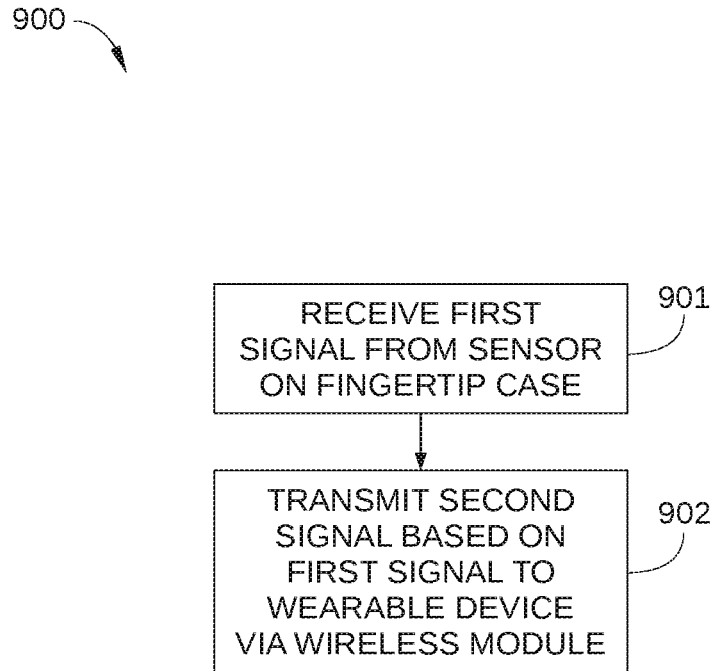 900
RECEIVE FIRST
SIGNAL FROM SENSOR
ON FINGERTIP CASE
901
TRANSMIT SECOND
SIGNAL BASED ON
FIRST SIGNAL TO
WEARABLE DEVICE
VIA WIRELESS MODULE
902